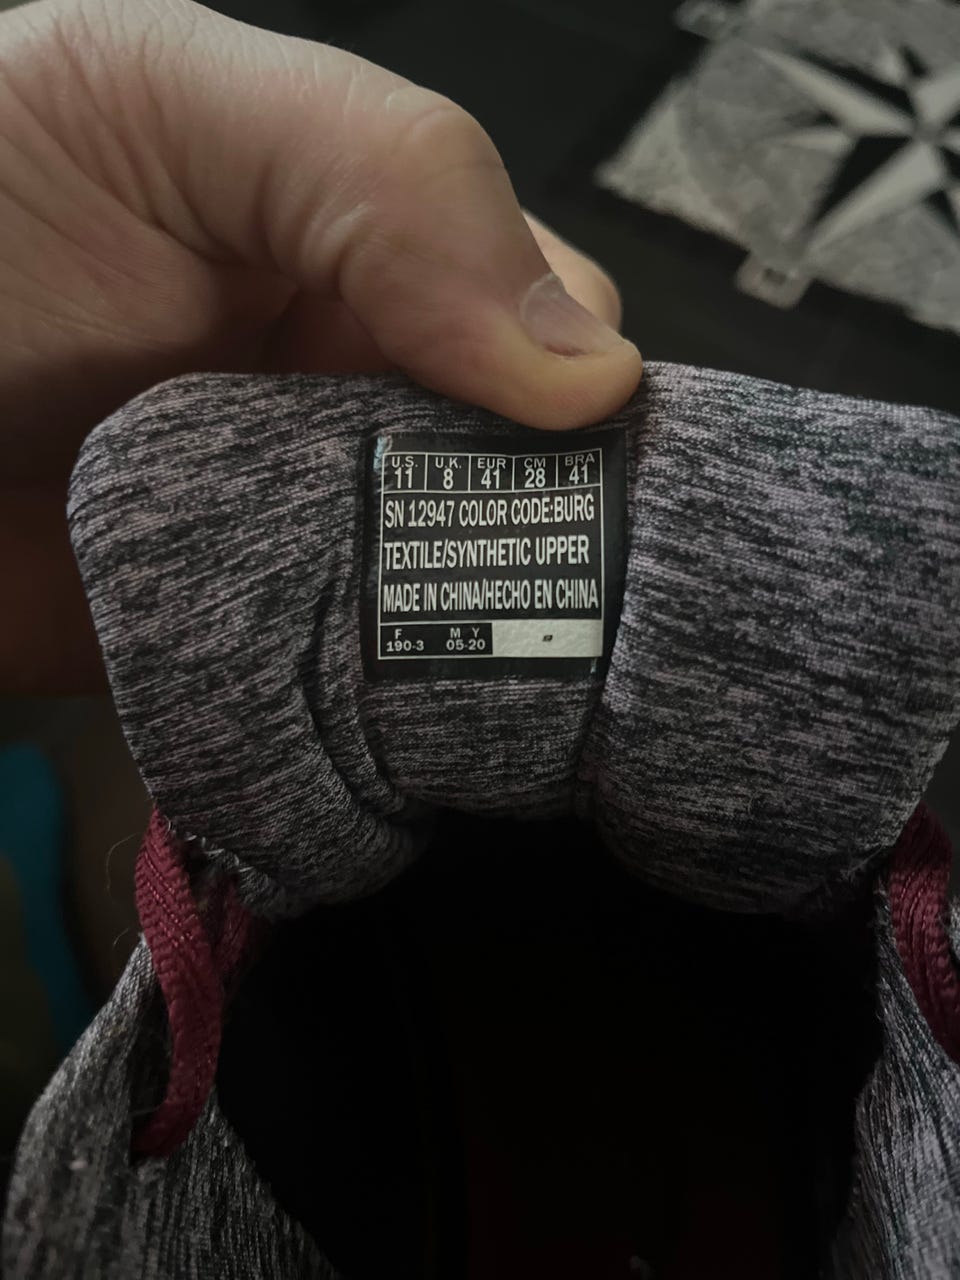 U.S. U.K. EUR CM BRA
11 8 41 28 41
SN 12947 COLOR CODE:BURG
TEXTILE/SYNTHETIC UPPER
MADE IN CHINA/HECHO EN CHINA
F M Y
190-3 05-20